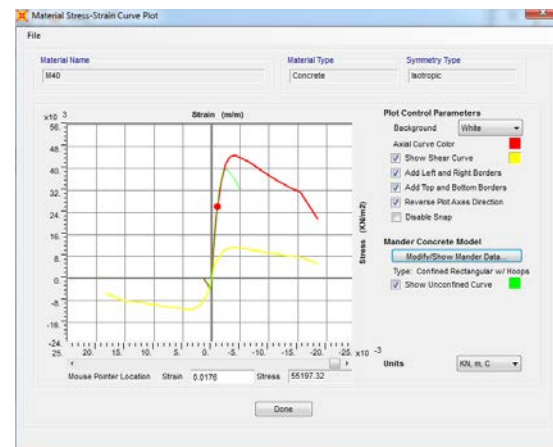 Material Stress-Strain Curve Plot
File
Material Name
Material Type
Symmetry Type
M40
Concrete
Isotropic
x10 3
Strain (m/m)
56.
48.
40.
32.
24.
16.
8.
0.
-8.
-16.
-24.
25. 20. 15. 10. 5. 0. -5. -10. -15. -20. -25. x10 -3
Stress (KN/m2)
Mouse Pointer Location Strain 0.0176 Stress 55197.32
Plot Control Parameters
Background White
Axial Curve Color
Show Shear Curve
Add Left and Right Borders
Add Top and Bottom Borders
Reverse Plot Axes Direction
Disable Snap
Mander Concrete Model
Modify/Show Mander Data...
Type: Confined Rectangular w/ Hoops
Show Unconfined Curve
Units KN, m, C
Done